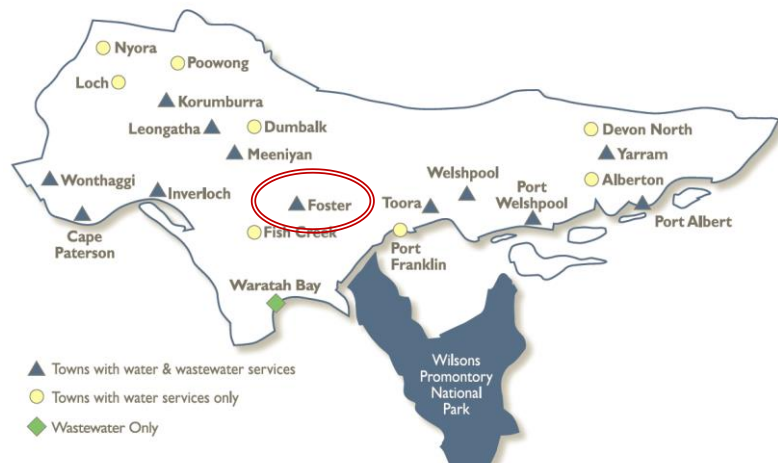 Nyora
Poowong
Loch
Korumburra
Leongatha
Dumbalk
Devon North
Meeniyan
Yarram
Wonthaggi
Inverloch
Foster
Toora
Welshpool
Port
Welshpool
Alberton
Port Albert
Cape
Paterson
Fish Creek
Port
Franklin
Waratah Bay
Wilsons
Promontory
National
Park
Towns with water & wastewater services
Towns with water services only
Wastewater Only